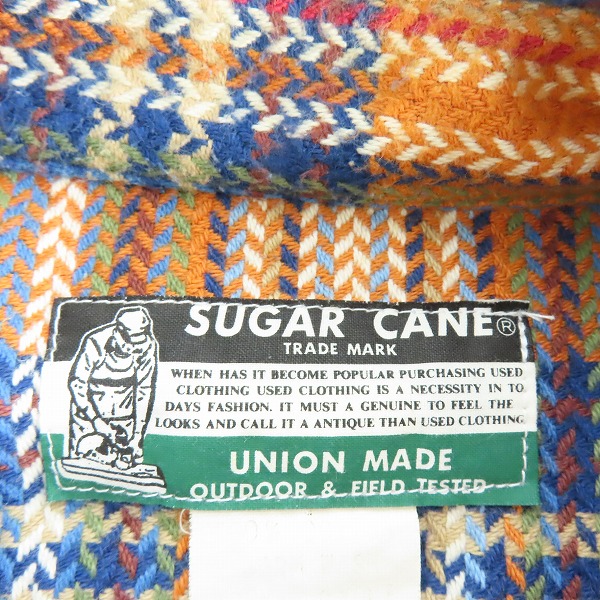 SUGAR CANE®
TRADE MARK
WHEN HAS IT BECOME POPULAR PURCHASING USED
CLOTHING USED CLOTHING IS A NECESSITY IN TO
DAYS FASHION. IT MUST A GENUINE TO FEEL THE
LOOKS AND CALL IT A ANTIQUE THAN USED CLOTHING
UNION MADE
OUTDOOR & FIELD TESTED